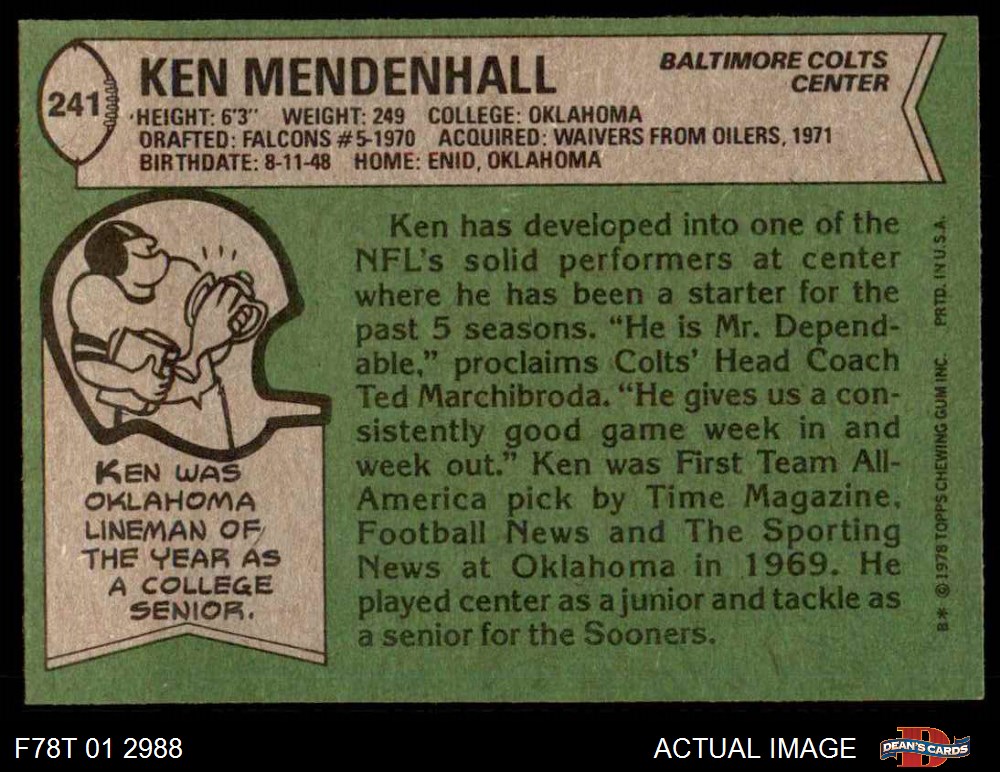 241
KEN MENDENHALL
BALTIMORE COLTS
CENTER
HEIGHT: 6'3" WEIGHT: 249 COLLEGE: OKLAHOMA
DRAFTED: FALCONS #5-1970 ACQUIRED: WAIVERS FROM OILERS, 1971
BIRTHDATE: 8-11-48 HOME: ENID, OKLAHOMA
KEN WAS
OKLAHOMA
LINEMAN OF
THE YEAR AS
A COLLEGE
SENIOR.
Ken has developed into one of the
NFL's solid performers at center
where he has been a starter for the
past 5 seasons. “He is Mr. Depend-
able,” proclaims Colts' Head Coach
Ted Marchibroda. “He gives us a con-
sistently good game week in and
week out.” Ken was First Team All-
America pick by Time Magazine,
Football News and The Sporting
News at Oklahoma in 1969. He
played center as a junior and tackle as
a senior for the Sooners.
B* © 1978 TOPPS CHEWING GUM INC. PRTD. IN U.S.A.
F78T 01 2988
ACTUAL IMAGE
D
DEAN'S CARDS